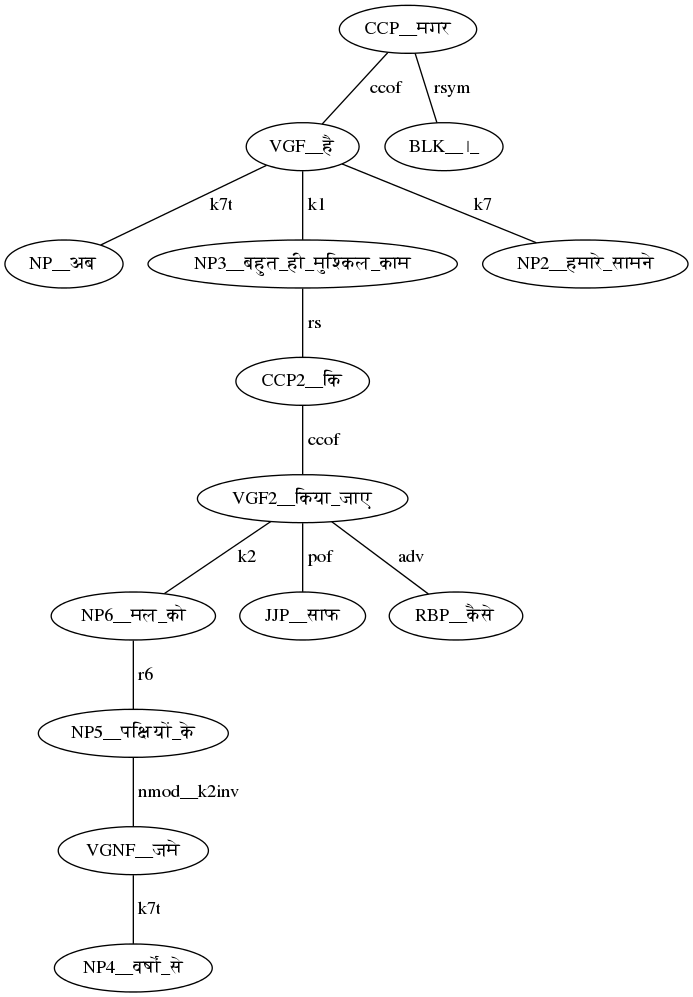 CCP__मगर
ccof rsym
VGF__है BLK__।_
k7t k1 k7
NP__अब NP3__बहुत_ही_मुश्किल_काम NP2__हमारे_सामने
rs
CCP2__कि
ccof
VGF2__किया_जाए
k2 pof adv
NP6__मल_को JJP__साफ RBP__कैसे
r6
NP5__पक्षियों_के
nmod__k2inv
VGNF__जमे
k7t
NP4__वर्षों_से